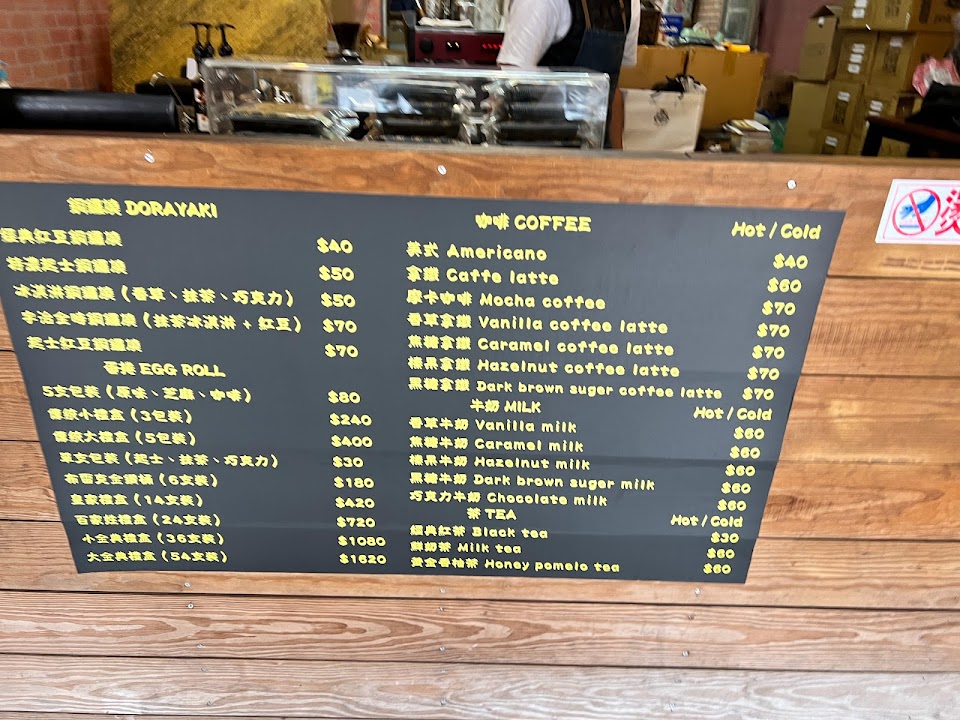 銅鑼燒 DORAYAKI
經典紅豆銅鑼燒 $40
特濃起士銅鑼燒 $50
冰淇淋銅鑼燒（香草、抹茶、巧克力） $50
宇治金時銅鑼燒（抹茶冰淇淋 + 紅豆） $70
起士紅豆銅鑼燒 $70
蛋捲 EGG ROLL
5支包裝（原味、芝麻、咖啡） $80
傳統小禮盒（3包裝） $240
傳統大禮盒（5包裝） $400
單支包裝（起士、抹茶、巧克力） $30
布雷克金鑽桶（6支裝） $180
皇家禮盒（14支裝） $420
百家姓禮盒（24支裝） $720
小金典禮盒（36支裝） $1080
大金典禮盒（54支裝） $1620
咖啡 COFFEE Hot / Cold
美式 Americano $40
拿鐵 Caffe latte $60
摩卡咖啡 Mocha coffee $70
香草拿鐵 Vanilla coffee latte $70
焦糖拿鐵 Caramel coffee latte $70
榛果拿鐵 Hazelnut coffee latte $70
黑糖拿鐵 Dark brown suger coffee latte $70
牛奶 MILK Hot / Cold
香草牛奶 Vanilla milk $60
焦糖牛奶 Caramel milk $60
榛果牛奶 Hazelnut milk $60
黑糖牛奶 Dark brown suger milk $60
巧克力牛奶 Chocolate milk $60
茶 TEA Hot / Cold
經典紅茶 Black tea $30
鮮奶茶 Milk tea $60
黃金香柚茶 Honey pomelo tea $60